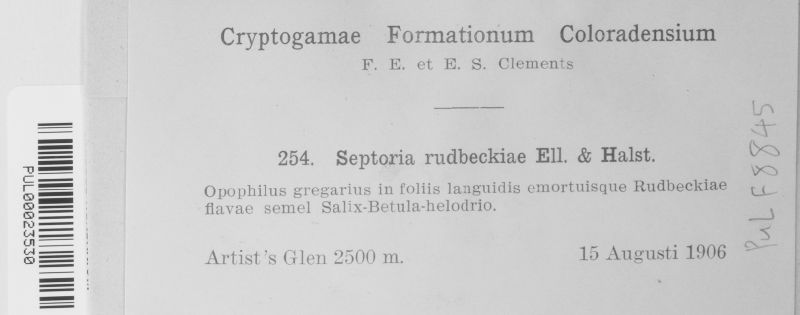 Cryptogamae Formationum Coloradensium
F. E. et E. S. Clements
254. Septoria rudbeckiae Ell. & Halst.
Opophilus gregarius in foliis languidis emortuisque Rudbeckiae
flavae semel Salix-Betula-helodrio.
Artist's Glen 2500 m. 15 Augusti 1906
PUL F8845
PUL00023530